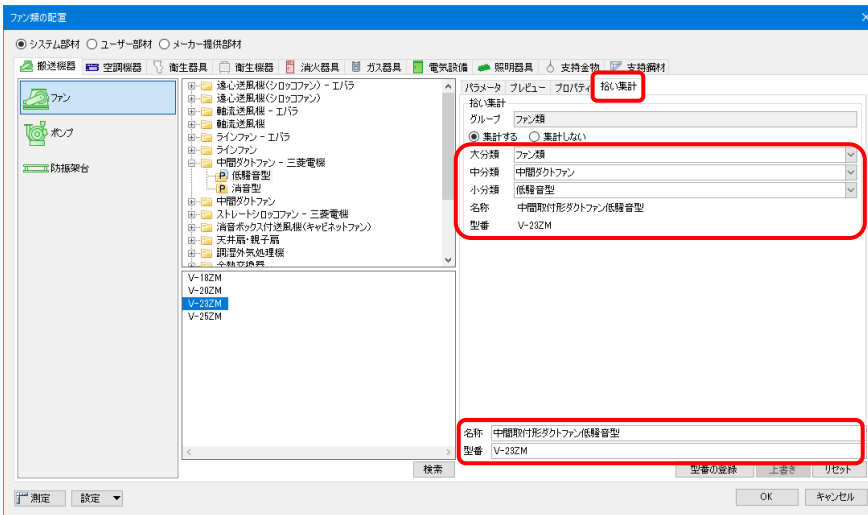 ファン類の配置
システム部材 ユーザー部材 メーカー提供部材
搬送機器 空調機器 衛生器具 衛生機器 消火器具 ガス器具 電気設備 照明器具 支持金物 支持鋼材
ファン
ポンプ
防振架台
遠心送風機(シロッコファン) - エバラ
遠心送風機(シロッコファン)
軸流送風機 - エバラ
軸流送風機
ラインファン - エバラ
ラインファン
中間ダクトファン - 三菱電機
低騒音型
消音型
中間ダクトファン
ストレートシロッコファン - 三菱電機
消音ボックス付送風機(キャビネットファン)
天井扇・親子扇
調湿外気処理機
全熱交換器
V-18ZM
V-20ZM
V-23ZM
V-25ZM
検索
パラメータ プレビュー プロパティ 拾い集計
拾い集計
グループ ファン類
集計する 集計しない
大分類 ファン類
中分類 中間ダクトファン
小分類 低騒音型
名称 中間取付形ダクトファン低騒音型
型番 V-23ZM
名称 中間取付形ダクトファン低騒音型
型番 V-23ZM
型番の登録 上書き リセット
測定 設定 OK キャンセル